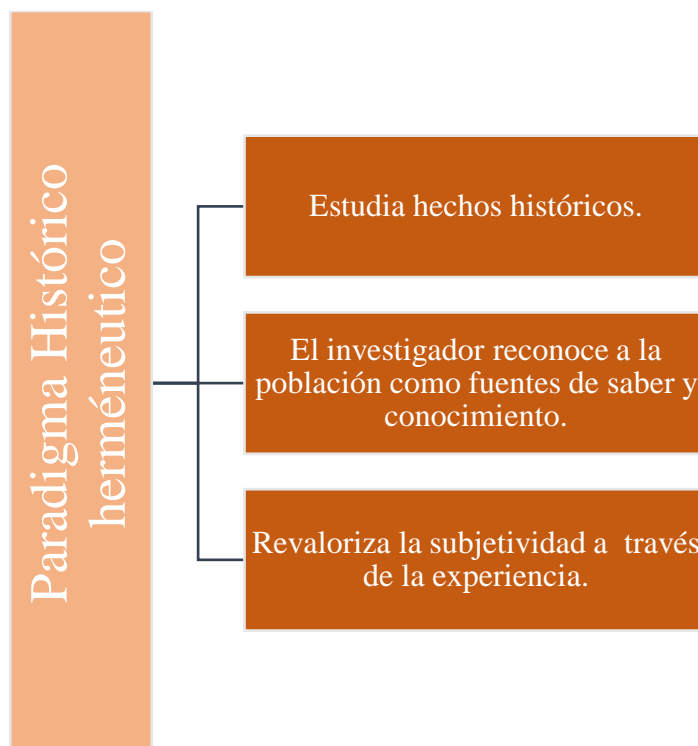 Paradigma Histórico
herméneutico
Estudia hechos históricos.
El investigador reconoce a la
población como fuentes de saber y
conocimiento.
Revaloriza la subjetividad a través
de la experiencia.